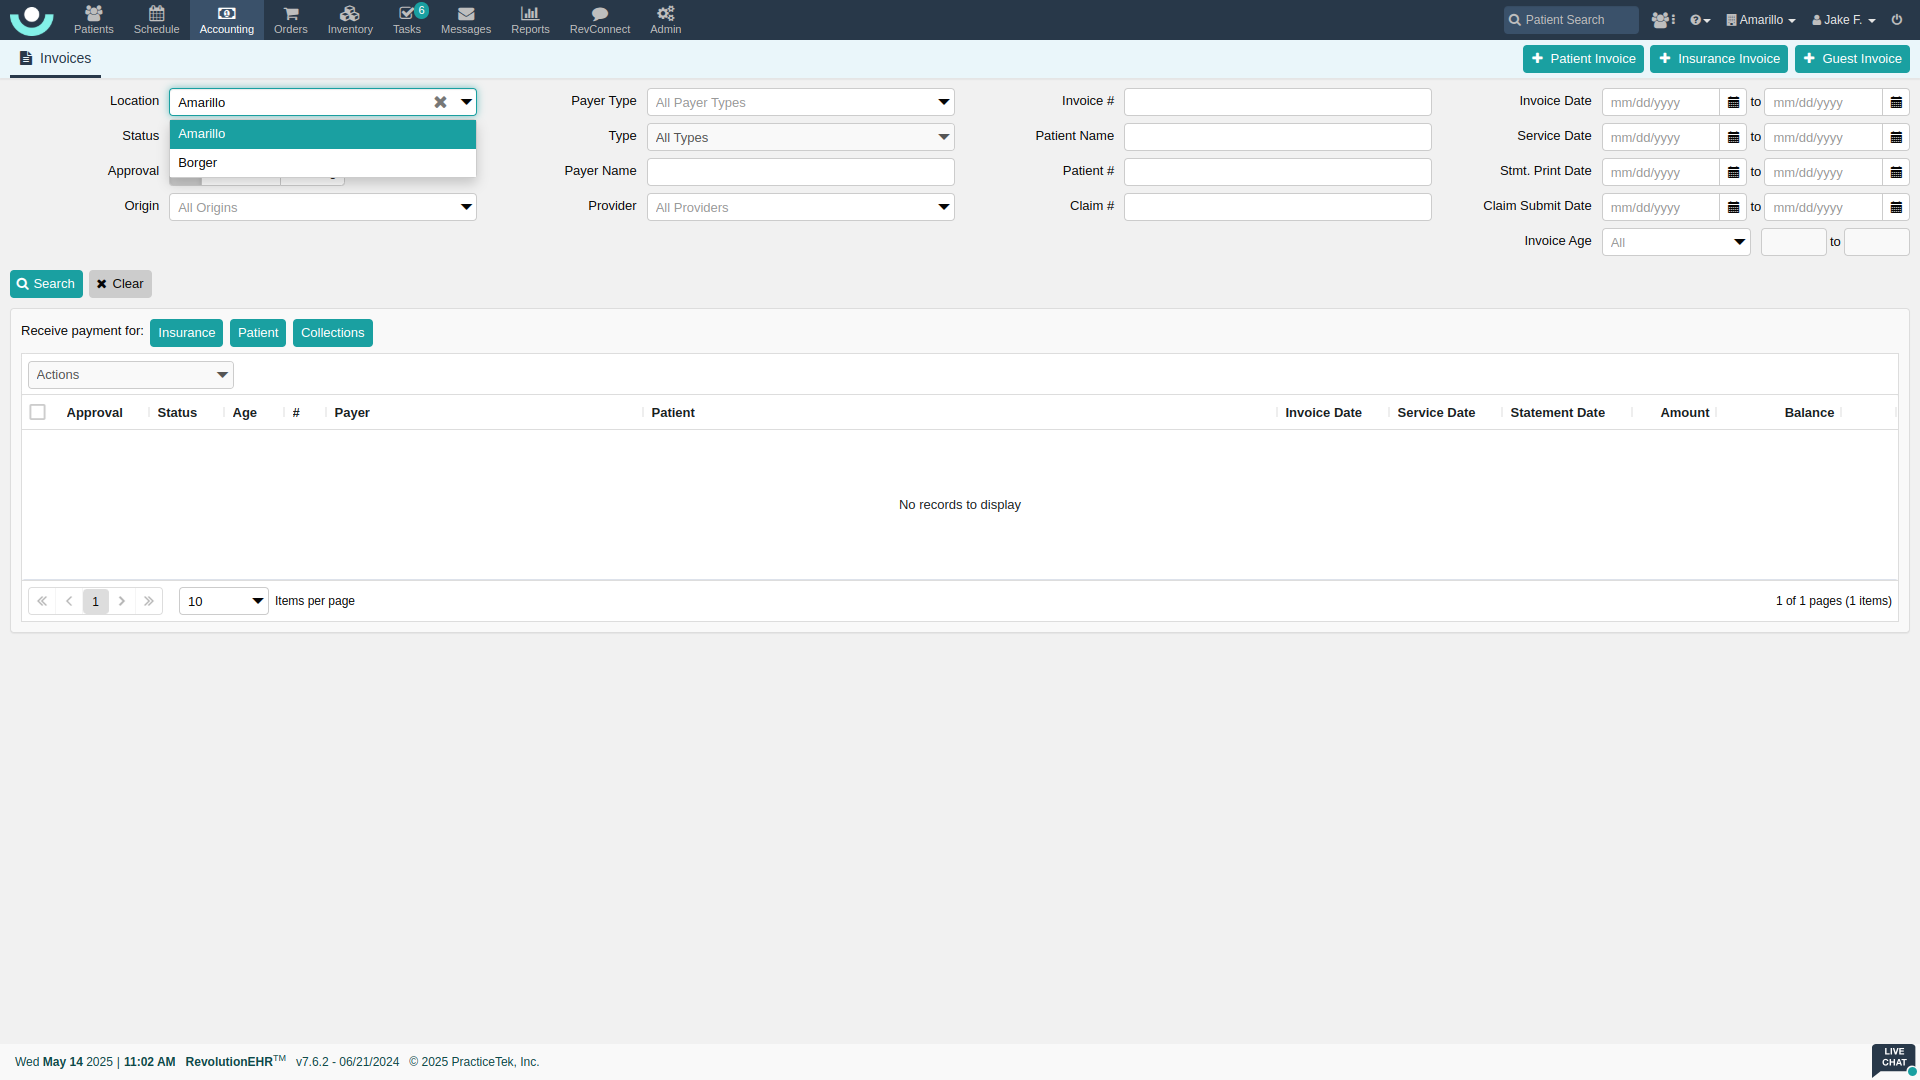 Patients Schedule Accounting Orders Inventory Tasks 6 Messages Reports RevConnect Admin Patient Search Amarillo Jake F.
Invoices + Patient Invoice + Insurance Invoice + Guest Invoice
Location Amarillo Payer Type All Payer Types Invoice # Invoice Date mm/dd/yyyy to mm/dd/yyyy
Amarillo
Status Type All Types Patient Name Service Date mm/dd/yyyy to mm/dd/yyyy
Borger
Approval Payer Name Patient # Stmt. Print Date mm/dd/yyyy to mm/dd/yyyy
Origin All Origins Provider All Providers Claim # Claim Submit Date mm/dd/yyyy to mm/dd/yyyy
Invoice Age All to
Search Clear
Receive payment for: Insurance Patient Collections
Actions
Approval Status Age # Payer Patient Invoice Date Service Date Statement Date Amount Balance
No records to display
1 10 Items per page 1 of 1 pages (1 items)
Wed May 14 2025 | 11:02 AM RevolutionEHR™ v7.6.2 - 06/21/2024 © 2025 PracticeTek, Inc.
LIVE
CHAT